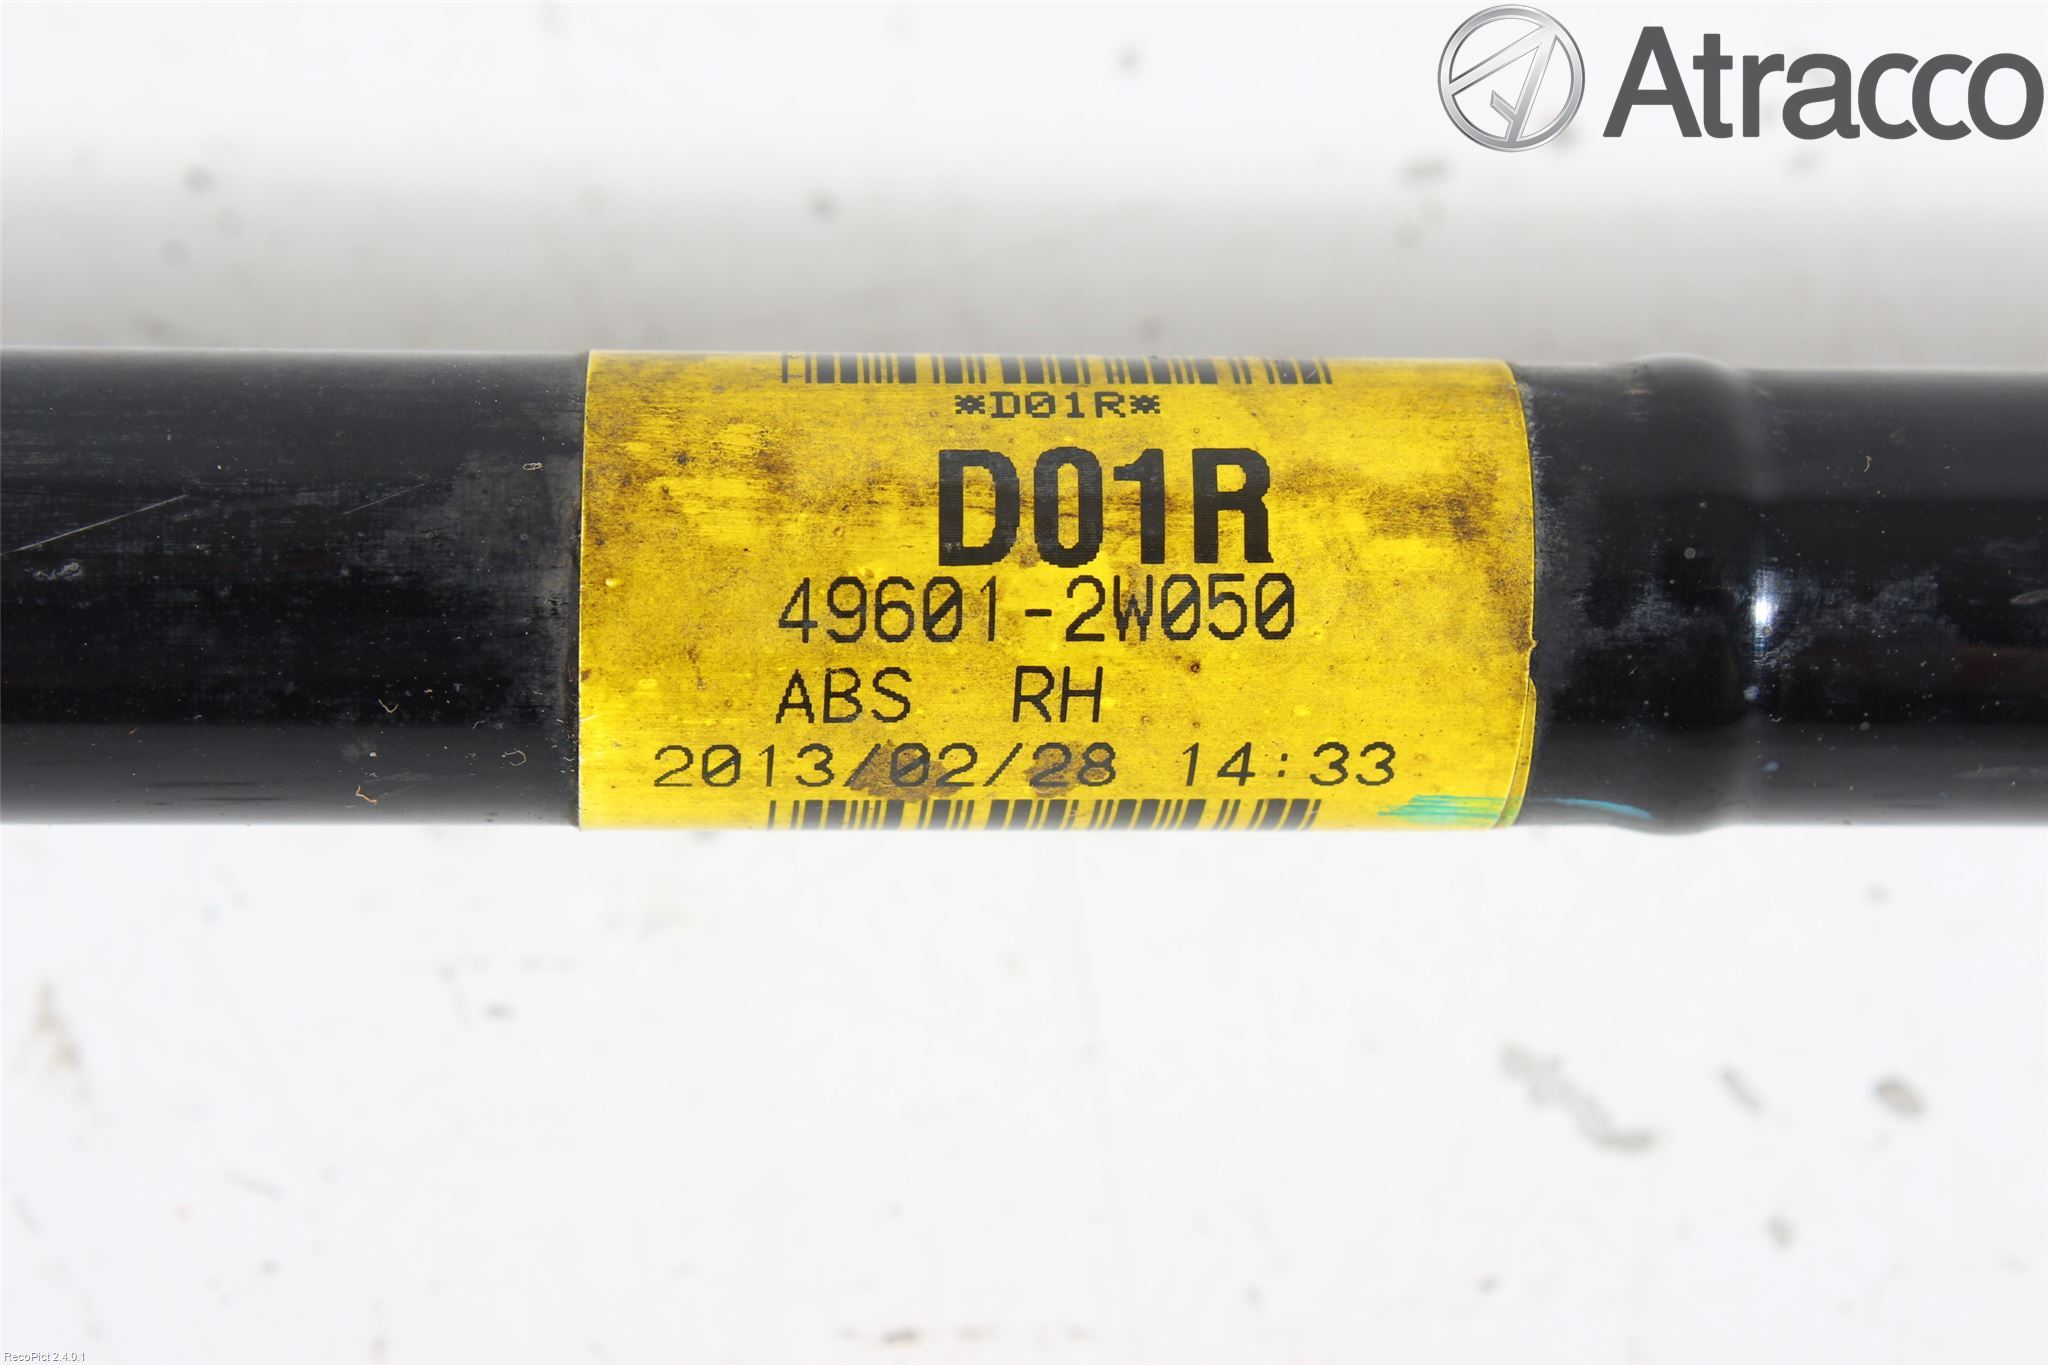 Atracco
*D01R*
D01R
49601-2W050
ABS RH
2013/02/28 14:33
RecoPict 2.4.0.1